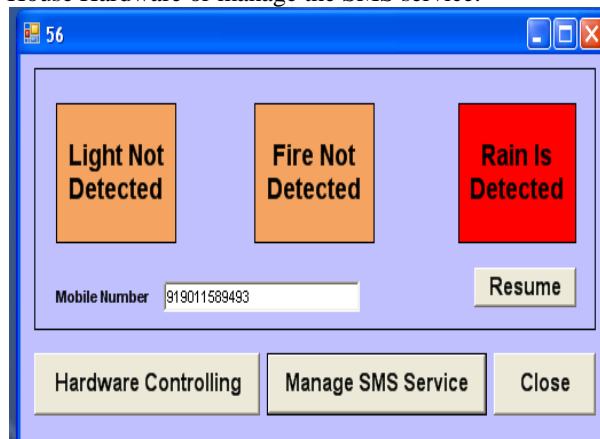 House Hardware or manage the SMS service.
56
Light Not
Detected
Fire Not
Detected
Rain Is
Detected
Mobile Number 919011589493
Resume
Hardware Controlling
Manage SMS Service
Close